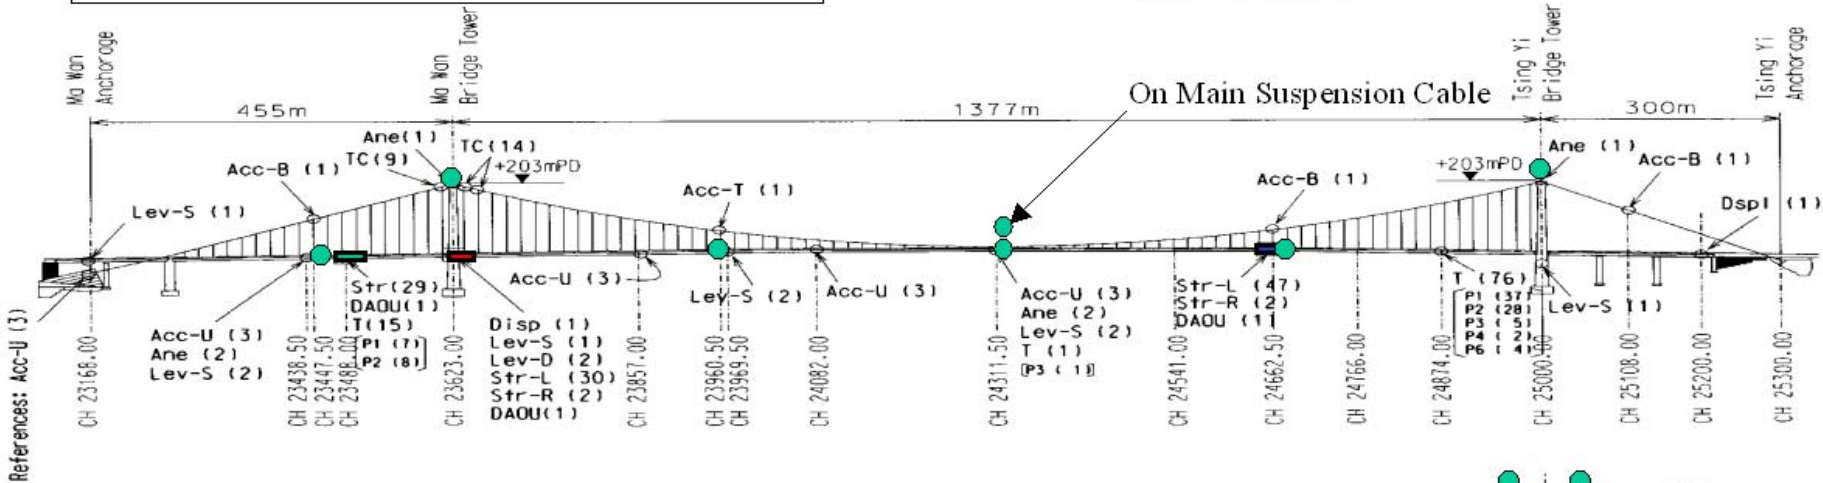 Ma Wan
Anchorage
Ma Wan
Bridge Tower
Tsing Yi
Bridge Tower
Tsing Yi
Anchorage
455m
1377m
300m
On Main Suspension Cable
Ane(1)
TC(9)
TC(14)
+203mPD
Acc-B (1)
Lev-S (1)
Acc-T (1)
Acc-B (1)
+203mPD
Ane (1)
Acc-B (1)
Dspl (1)
Acc-U (3)
Lev-S (2)
Acc-U (3)
Str(29)
DAOU(1)
T(15)
P1 (7)
P2 (8)
Acc-U (3)
Ane (2)
Lev-S (2)
Disp (1)
Lev-S (1)
Lev-D (2)
Str-L (30)
Str-R (2)
DAOU(1)
Acc-U (3)
Ane (2)
Lev-S (2)
T (1)
[P3 ( 1)]
Str-L (47)
Str-R (2)
DAOU (1)
T (76)
P1 (37)
P2 (28)
P3 ( 5)
P4 ( 2)
P6 ( 4)
Lev-S (1)
References: Acc-U (3)
CH 23168.00
CH 23438.50
CH 23447.50
CH 23488.00
CH 23623.00
CH 23857.00
CH 23960.50
CH 23969.50
CH 24082.00
CH 24311.50
CH 24541.00
CH 24662.50
CH 24766.00
CH 24874.00
CH 25000.00
CH 25108.00
CH 25200.00
CH 25300.00